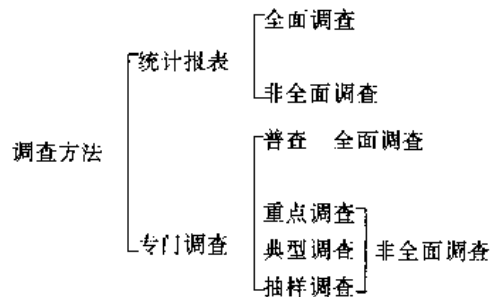 全面调查
统计报表
非全面调查
调查方法
普查 全面调查
重点调查
专门调查
典型调查 非全面调查
抽样调查